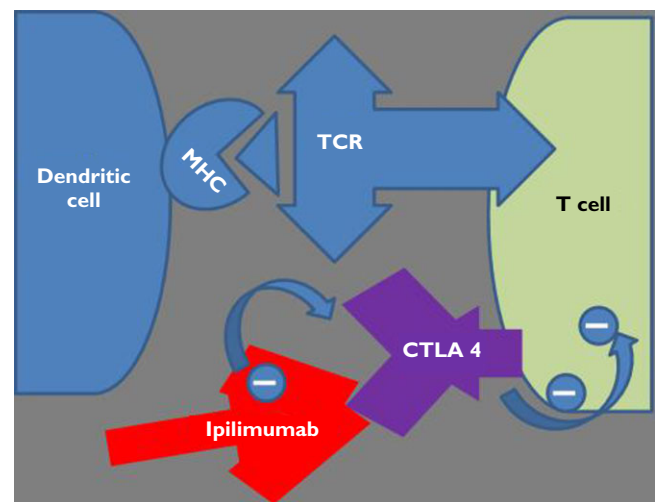 TCR
MHC
Dendritic
cell
T cell
CTLA 4
Ipilimumab